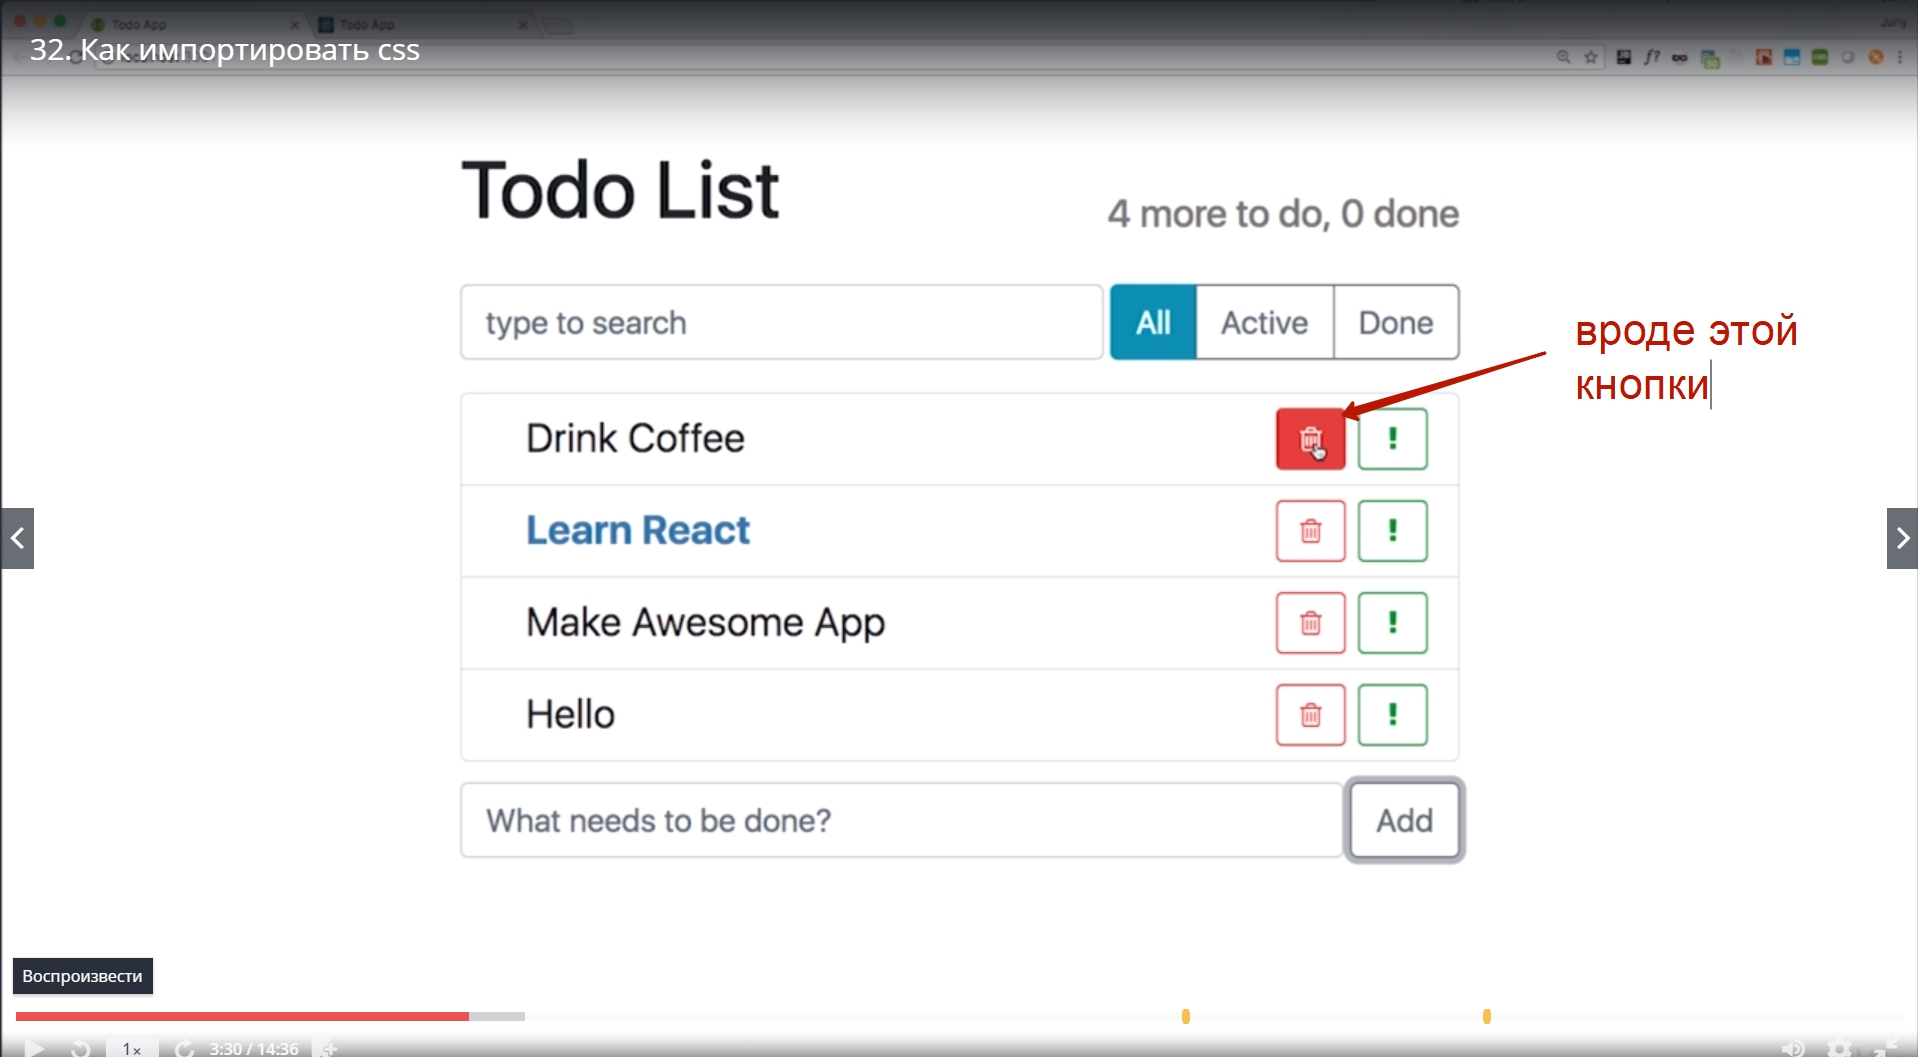 Todo App
Todo App
Juriy
32. Как импортировать css
Todo List
4 more to do, 0 done
type to search
All
Active
Done
вроде этой
кнопки
Drink Coffee
!
Learn React
!
Make Awesome App
!
Hello
!
What needs to be done?
Add
Воспроизвести
1x
3:30 / 14:36